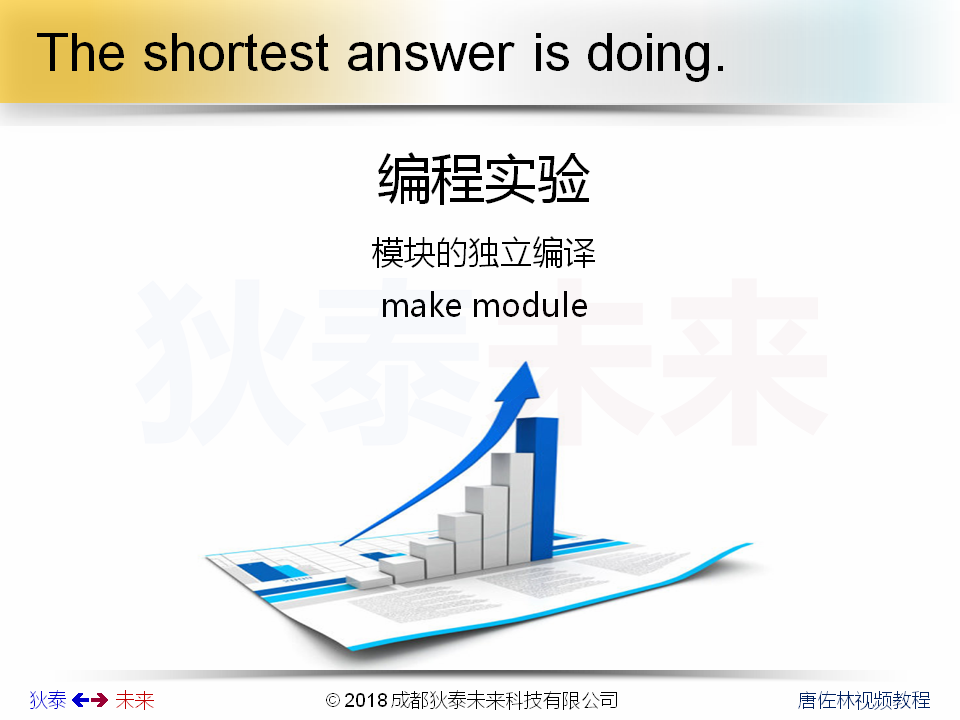 The shortest answer is doing.
编程实验
模块的独立编译
make module
狄泰未来
2009
狄泰 未来
© 2018 成都狄泰未来科技有限公司
唐佐林视频教程